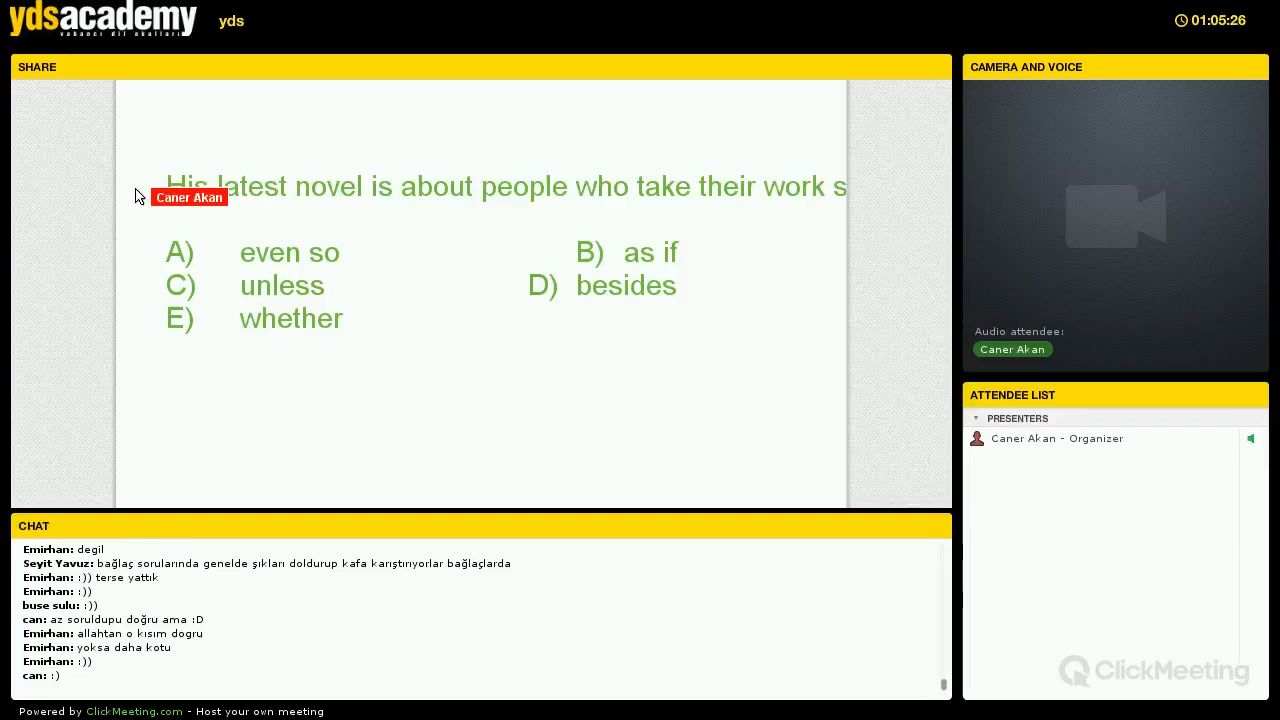 ydsacademy
yabancı dil okulları
yds
01:05:26
SHARE
His latest novel is about people who take their work s
Caner Akan
A) even so B) as if
C) unless D) besides
E) whether
CAMERA AND VOICE
Audio attendee:
Caner Akan
ATTENDEE LIST
PRESENTERS
Caner Akan - Organizer
ClickMeeting
CHAT
Emirhan: degil
Seyit Yavuz: bağlaç sorularında genelde şıkları doldurup kafa karıştırıyorlar bağlaçlarda
Emirhan: :)) terse yattık
Emirhan: :))
buse sulu: :))
can: az soruldupu doğru ama :D
Emirhan: allahtan o kısım dogru
Emirhan: yoksa daha kotu
Emirhan: :))
can: :)
Powered by ClickMeeting.com - Host your own meeting